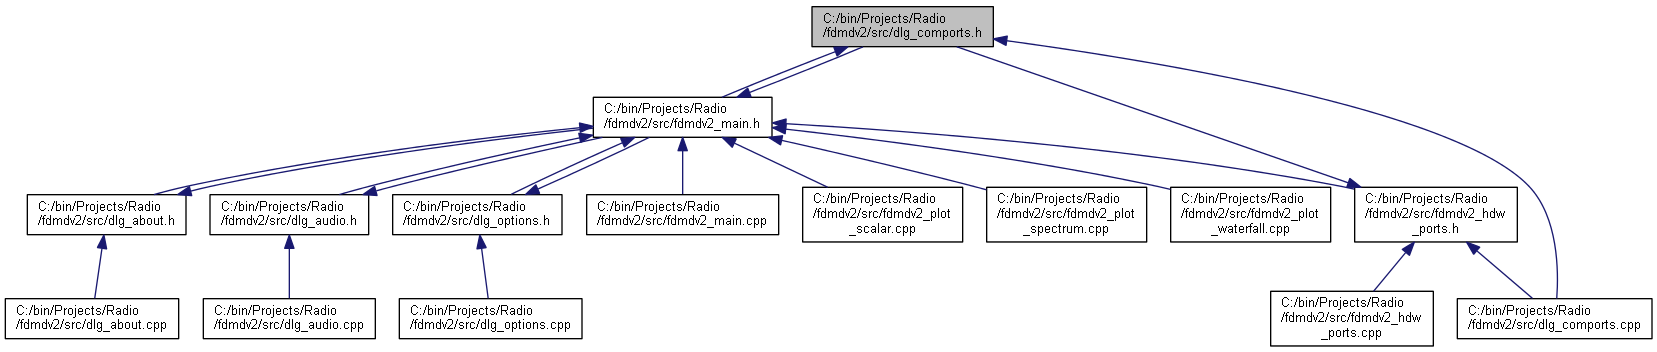 C:/bin/Projects/Radio
/fdmdv2/src/dlg_comports.h
C:/bin/Projects/Radio
/fdmdv2/src/fdmdv2_main.h
C:/bin/Projects/Radio
/fdmdv2/src/dlg_about.h
C:/bin/Projects/Radio
/fdmdv2/src/dlg_audio.h
C:/bin/Projects/Radio
/fdmdv2/src/dlg_options.h
C:/bin/Projects/Radio
/fdmdv2/src/fdmdv2_main.cpp
C:/bin/Projects/Radio
/fdmdv2/src/fdmdv2_plot
_scalar.cpp
C:/bin/Projects/Radio
/fdmdv2/src/fdmdv2_plot
_spectrum.cpp
C:/bin/Projects/Radio
/fdmdv2/src/fdmdv2_plot
_waterfall.cpp
C:/bin/Projects/Radio
/fdmdv2/src/fdmdv2_hdw
_ports.h
C:/bin/Projects/Radio
/fdmdv2/src/dlg_about.cpp
C:/bin/Projects/Radio
/fdmdv2/src/dlg_audio.cpp
C:/bin/Projects/Radio
/fdmdv2/src/dlg_options.cpp
C:/bin/Projects/Radio
/fdmdv2/src/fdmdv2_hdw
_ports.cpp
C:/bin/Projects/Radio
/fdmdv2/src/dlg_comports.cpp